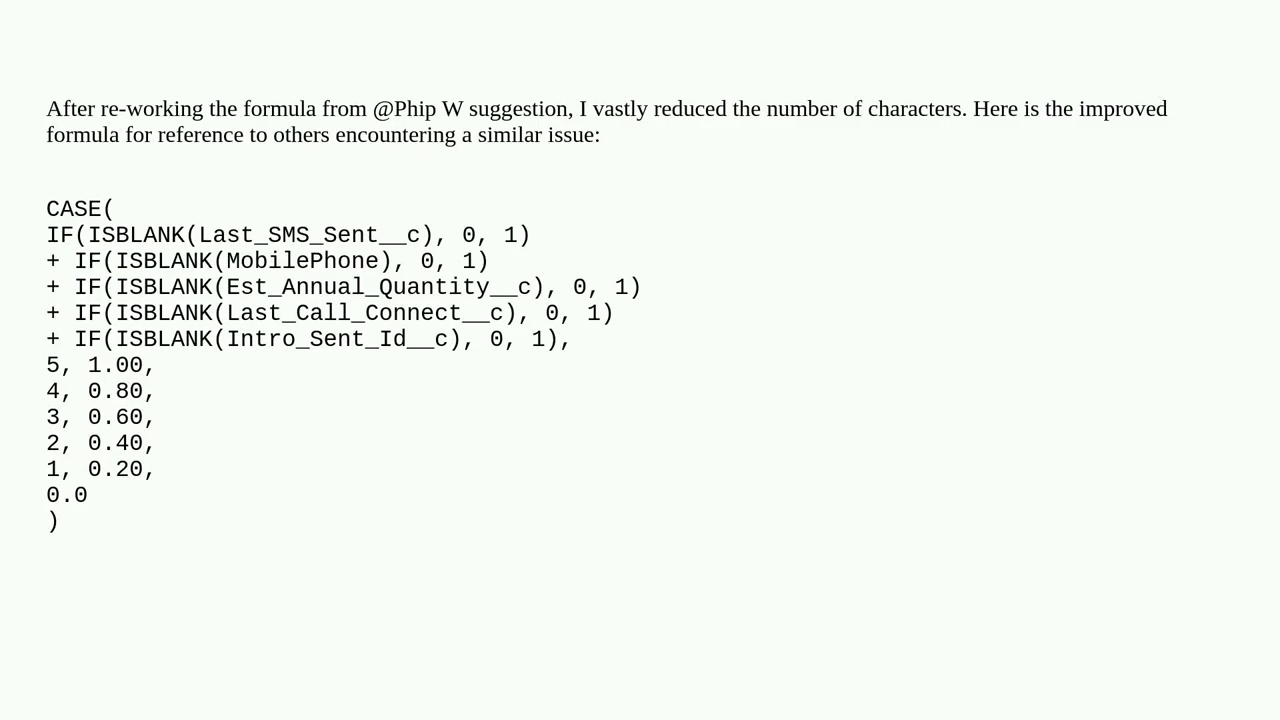 After re-working the formula from @Phip W suggestion, I vastly reduced the number of characters. Here is the improved
formula for reference to others encountering a similar issue:
CASE(
IF(ISBLANK(Last_SMS_Sent__c), 0, 1)
+ IF(ISBLANK(MobilePhone), 0, 1)
+ IF(ISBLANK(Est_Annual_Quantity__c), 0, 1)
+ IF(ISBLANK(Last_Call_Connect__c), 0, 1)
+ IF(ISBLANK(Intro_Sent_Id__c), 0, 1),
5, 1.00,
4, 0.80,
3, 0.60,
2, 0.40,
1, 0.20,
0.0
)